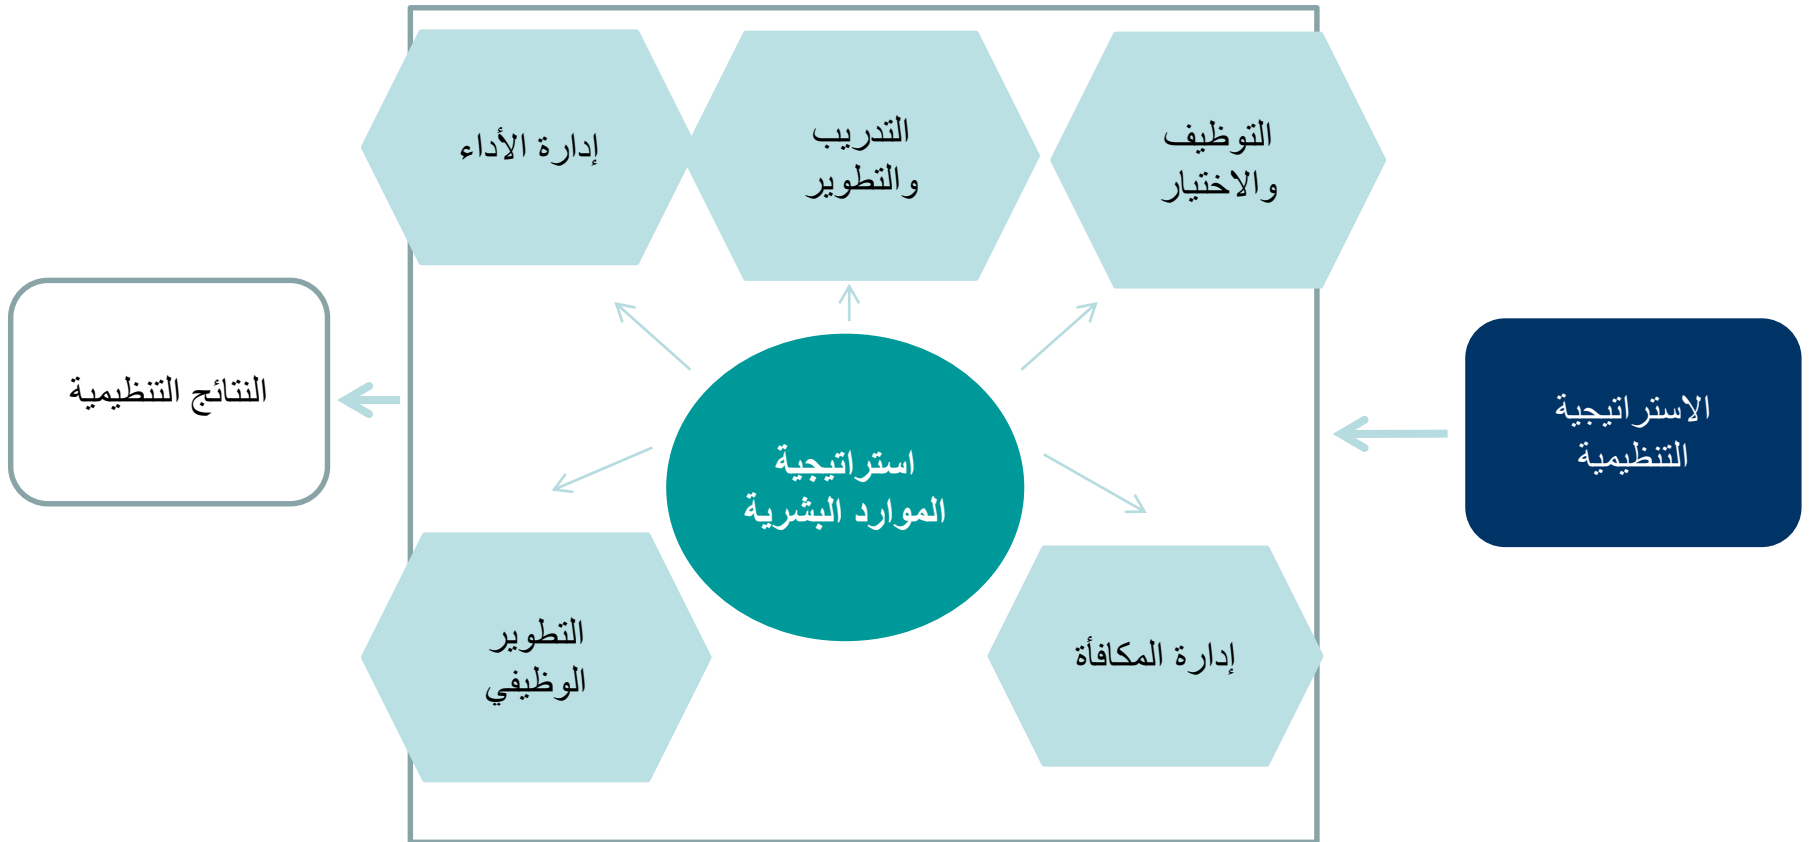 التوظيف
والاختيار
التدريب
والتطوير
إدارة الأداء
الاستراتيجية
التنظيمية
استراتيجية
الموارد البشرية
النتائج التنظيمية
إدارة المكافأة
التطوير
الوظيفي